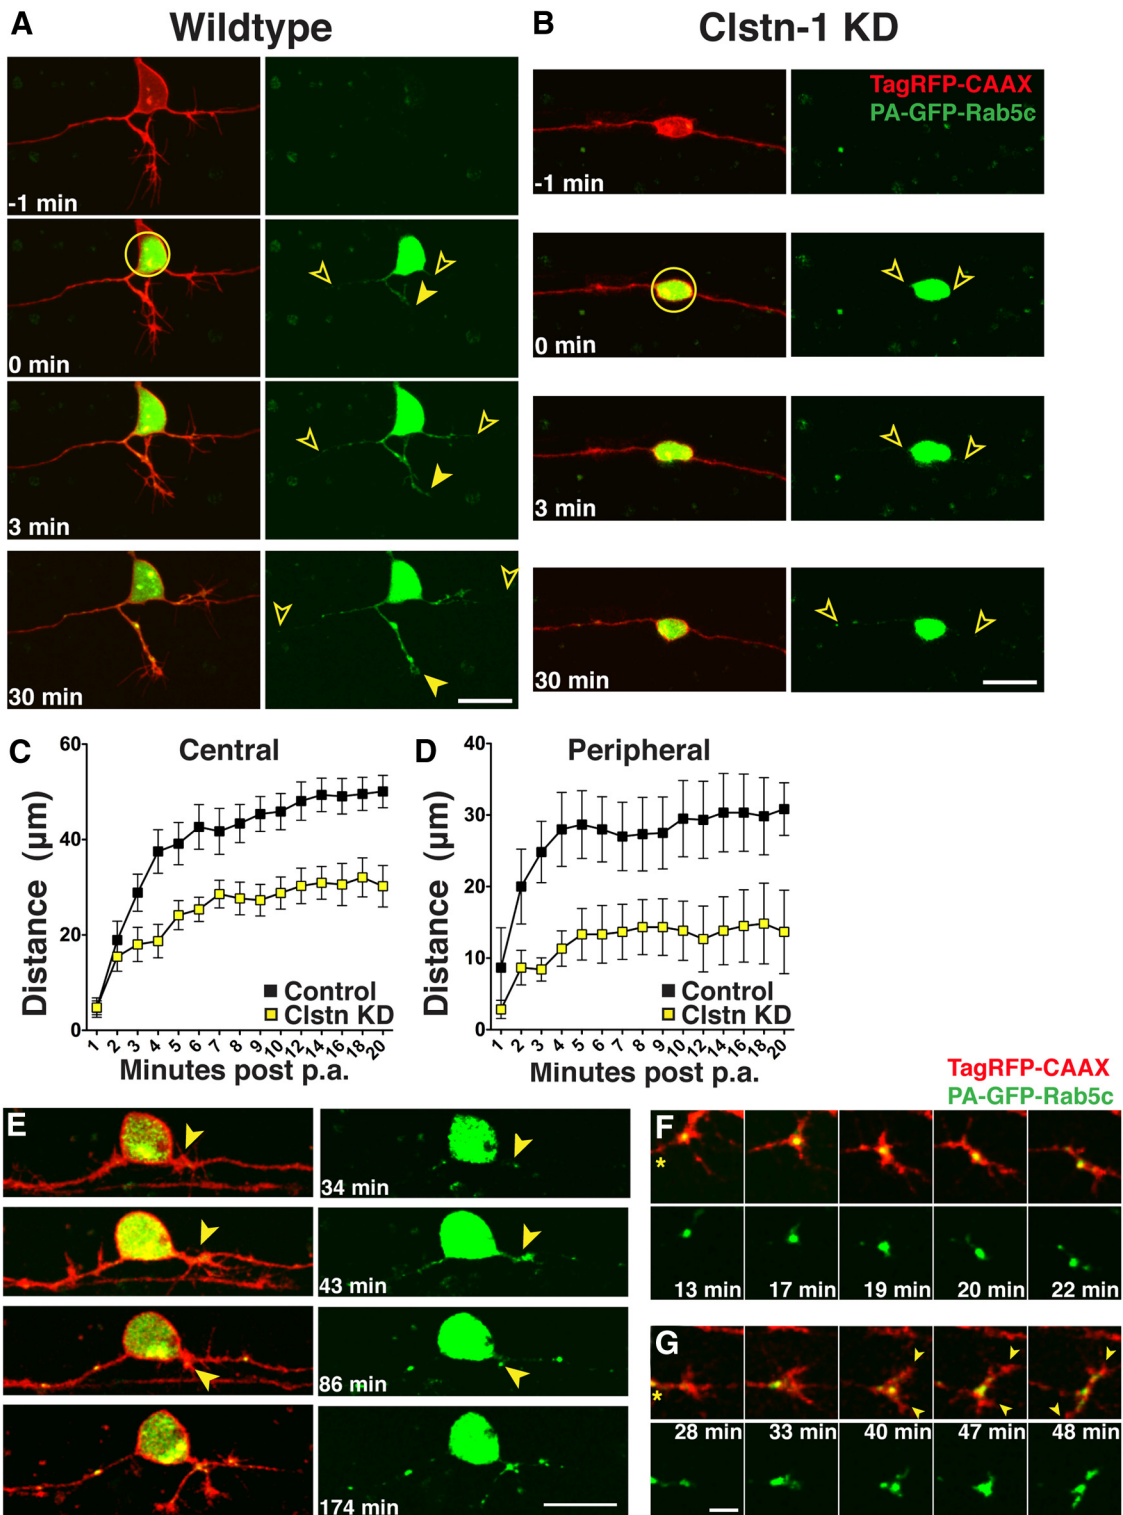 A Wildtype
B Clstn-1 KD
-1 min
0 min
3 min
30 min
TagRFP-CAAX
PA-GFP-Rab5c
-1 min
0 min
3 min
30 min
C Central
60
40
20
0
Distance (µm)
Control
Clstn KD
1 2 3 4 5 6 7 8 9 10 12 14 16 18 20
Minutes post p.a.
D Peripheral
40
30
20
10
0
Distance (µm)
Control
Clstn KD
1 2 3 4 5 6 7 8 9 10 12 14 16 18 20
Minutes post p.a.
TagRFP-CAAX
PA-GFP-Rab5c
E
34 min
43 min
86 min
174 min
F
*
13 min 17 min 19 min 20 min 22 min
G
*
28 min 33 min 40 min 47 min 48 min